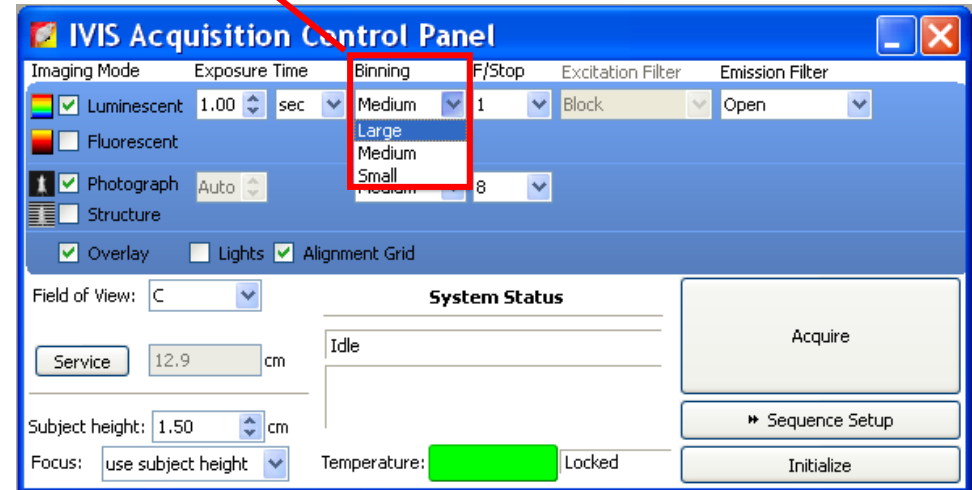 IVIS Acquisition Control Panel
Imaging Mode Exposure Time Binning F/Stop Excitation Filter Emission Filter
Luminescent 1.00 sec Medium 1 Block Open
Large
Fluorescent
Medium
Small
Photograph Auto Medium 8
Structure
Overlay Lights Alignment Grid
Field of View: C System Status
Idle Acquire
Service 12.9 cm
Subject height: 1.50 cm Sequence Setup
Focus: use subject height Temperature: Locked Initialize